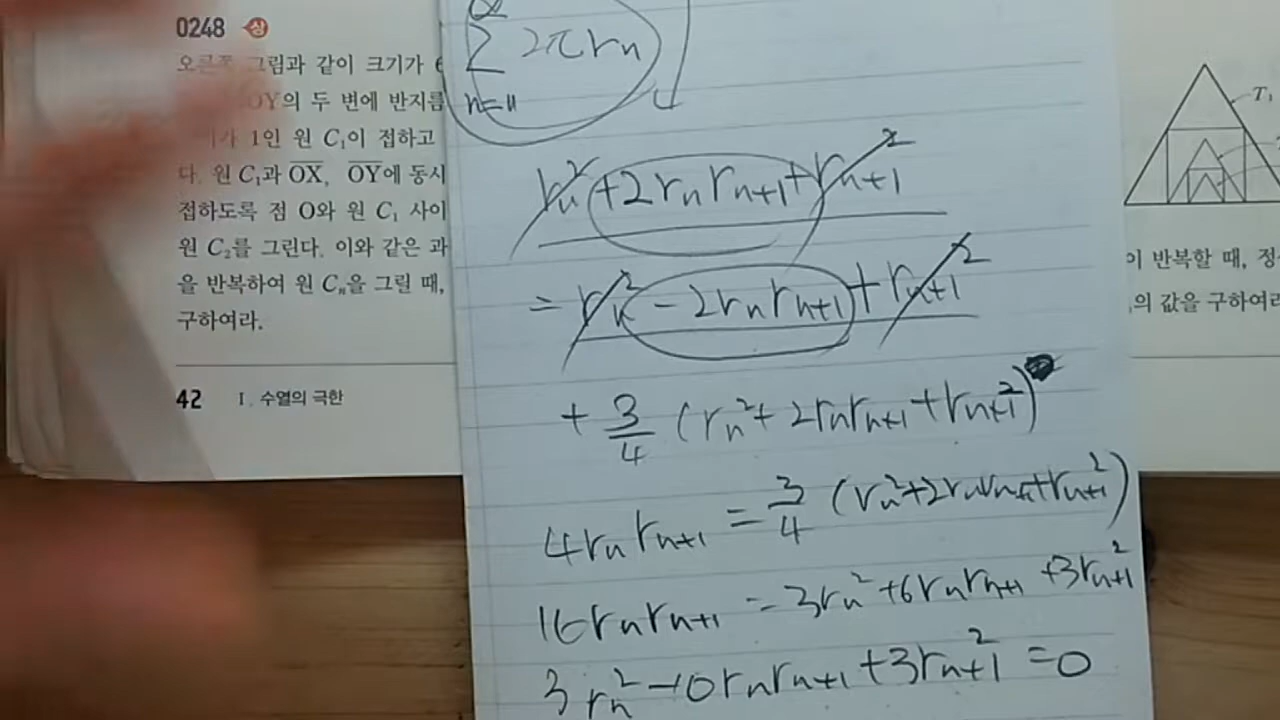 0248 상
오른쪽 그림과 같이 크기가 6
OY의 두 변에 반지름
가 1인 원 C₁이 접하고
다. 원 C₁과 OX, OY에 동시
접하도록 점 O와 원 C₁ 사이
원 C₂를 그린다. 이와 같은 과
을 반복하여 원 Cₙ을 그릴 때,
구하여라.
42 I. 수열의 극한
∑ 2πrₙ
rₙ² + 2rₙrₙ₊₁ + rₙ₊₁²
= rₙ² - 2rₙrₙ₊₁ + rₙ₊₁²
+ 3/4 (rₙ² + 2rₙrₙ₊₁ + rₙ₊₁²)
4rₙrₙ₊₁ = 3/4 (rₙ² + 2rₙrₙ₊₁ + rₙ₊₁²)
16rₙrₙ₊₁ = 3rₙ² + 6rₙrₙ₊₁ + 3rₙ₊₁²
3rₙ² - 10rₙrₙ₊₁ + 3rₙ₊₁² = 0
T₁
이 반복할 때, 정
의 값을 구하여라